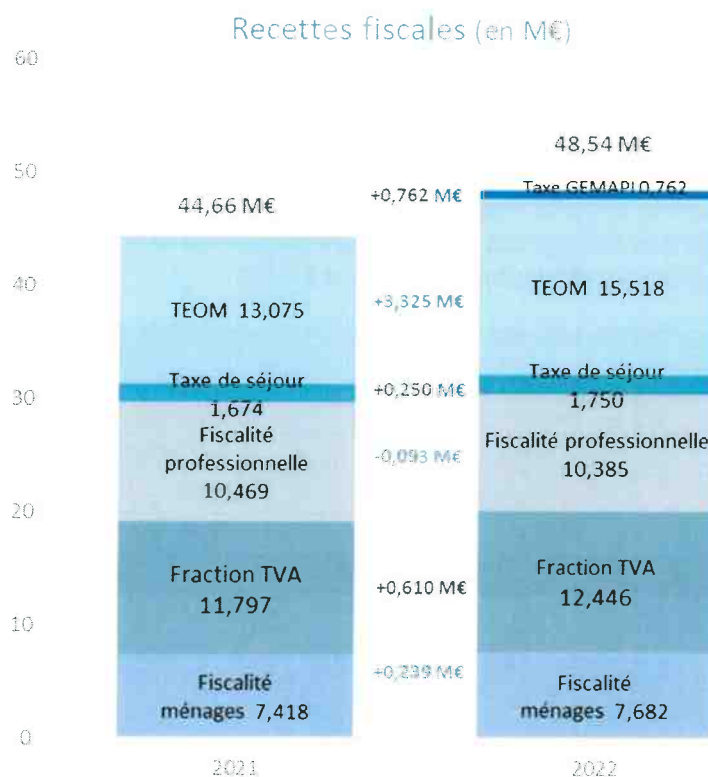 Recettes fiscales (en M€)
60
50
40
30
20
10
0
44,66 M€
TEOM 13,075
Taxe de séjour
1,674
Fiscalité
professionnelle
10,469
Fraction TVA
11,797
Fiscalité
ménages 7,418
2021
+0,762 M€
+3,325 M€
+0,250 M€
-0,093 M€
+0,610 M€
+0,239 M€
48,54 M€
Taxe GEMAPI 0,762
TEOM 15,518
Taxe de séjour
1,750
Fiscalité professionnelle
10,385
Fraction TVA
12,446
Fiscalité
ménages 7,682
2022